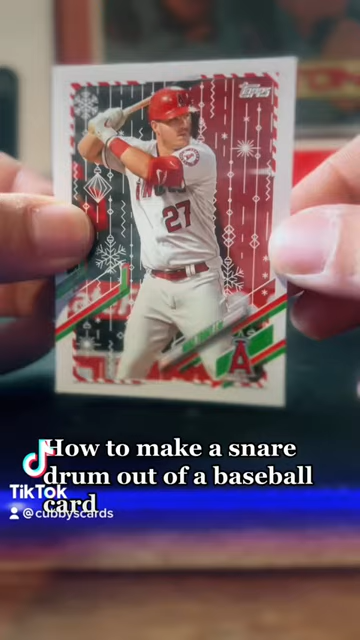 Topps
27
How to make a snare
drum out of a baseball
card
TikTok
@cubbyscards